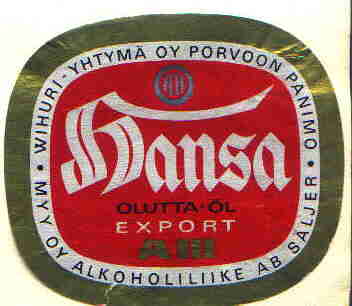 WIHURI-YHTYMÄ OY PORVOON PANIMO
Hansa
OLUTTA·ÖL
EXPORT
A III
• MYY OY ALKOHOLILIIKE AB SÄLJER •